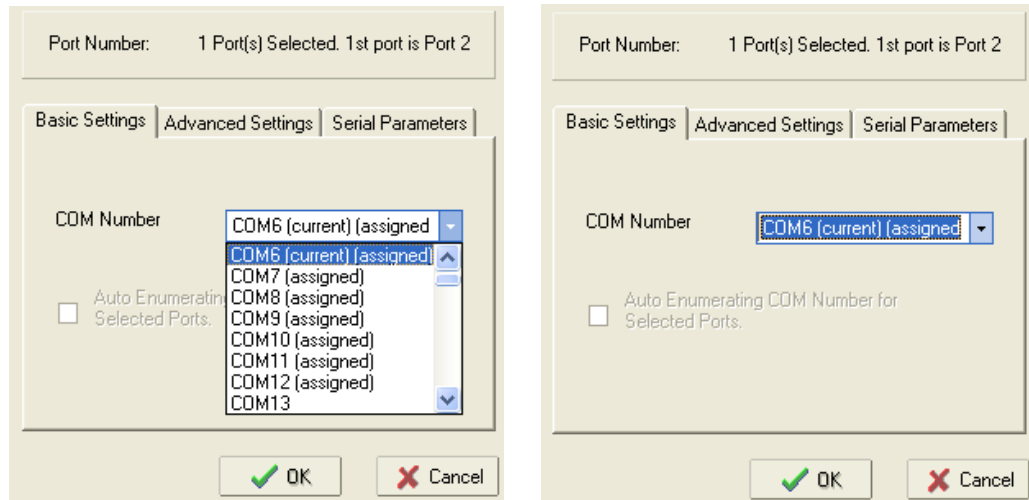 Port Number: 1 Port(s) Selected. 1st port is Port 2
Basic Settings Advanced Settings Serial Parameters
COM Number COM6 (current) (assigned
COM6 (current) (assigned)
COM7 (assigned)
COM8 (assigned)
COM9 (assigned)
COM10 (assigned)
COM11 (assigned)
COM12 (assigned)
COM13
Auto Enumeratin
Selected Ports.
OK Cancel
Port Number: 1 Port(s) Selected. 1st port is Port 2
Basic Settings Advanced Settings Serial Parameters
COM Number COM6 (current) (assigned
Auto Enumerating COM Number for
Selected Ports.
OK Cancel